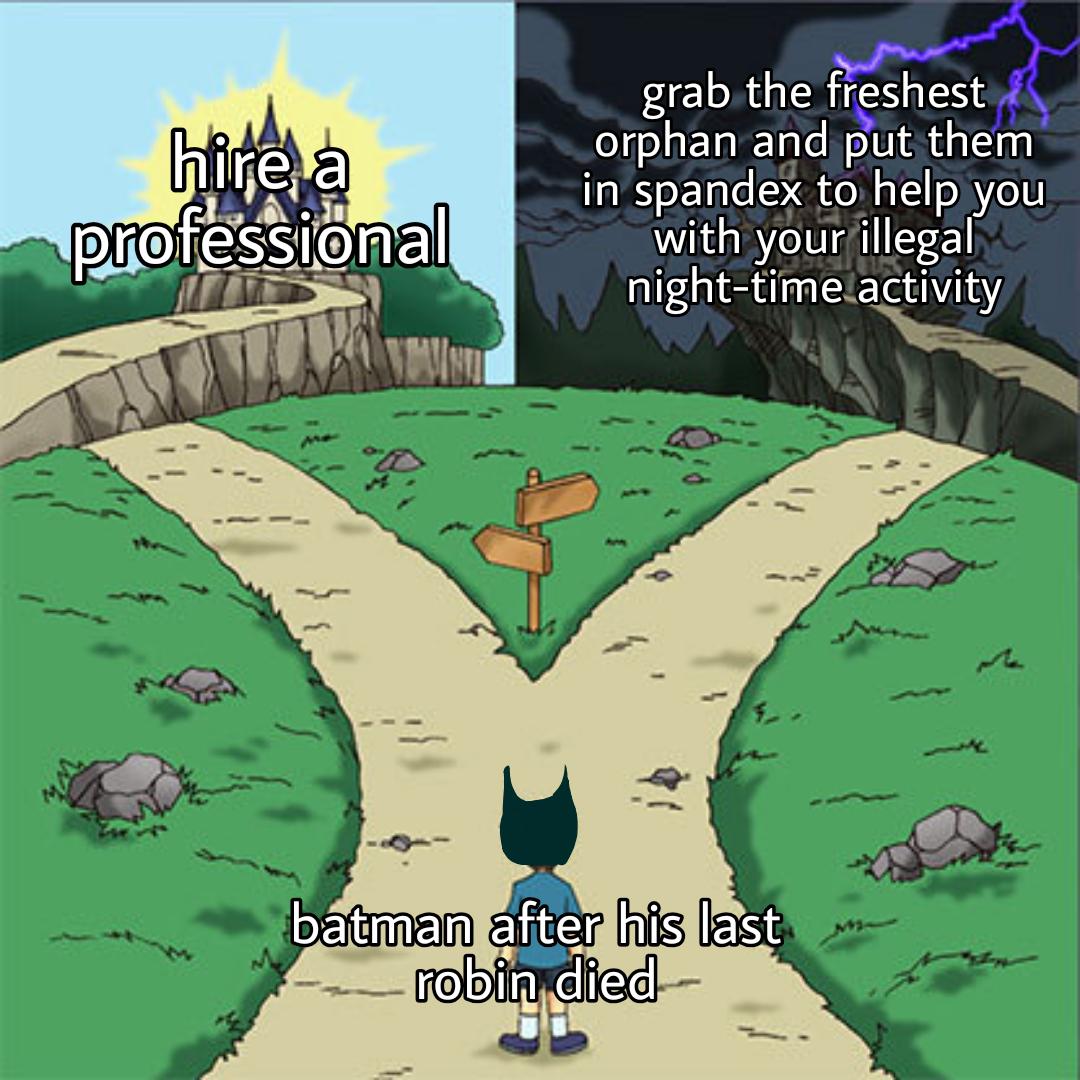 hire a
professional
grab the freshest
orphan and put them
in spandex to help you
with your illegal
night-time activity
batman after his last
robin died